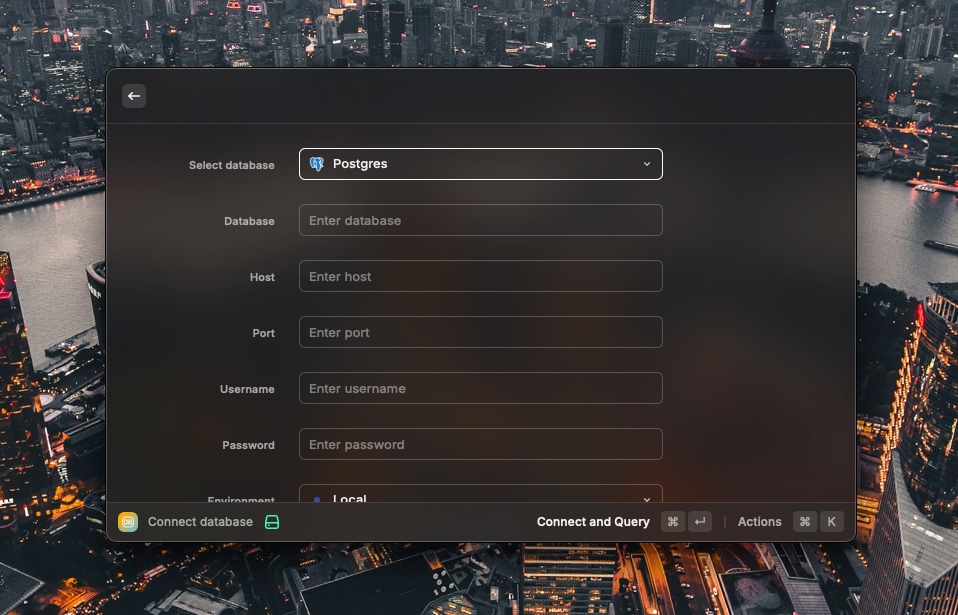 Select database Postgres
Database Enter database
Host Enter host
Port Enter port
Username Enter username
Password Enter password
Environment Local
Connect database Connect and Query ⌘ ↵ Actions ⌘ K